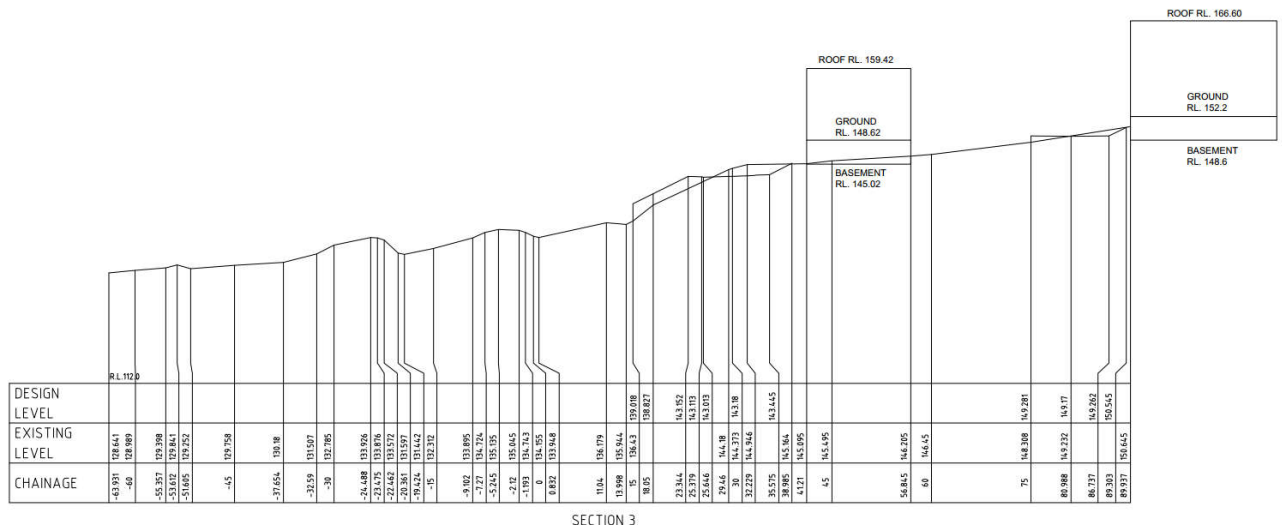 ROOF RL. 166.60
ROOF RL. 159.42
GROUND
RL. 152.2
GROUND
RL. 148.62
BASEMENT
RL. 148.6
BASEMENT
RL. 145.02
R.L.112.0
DESIGN
LEVEL
139.018 138.827 143.152 143.113 143.013 143.18 143.445 149.281 149.17 149.262 150.545
EXISTING
LEVEL
128.641 128.989 129.398 129.841 129.252 129.758 130.18 131.507 132.785 133.926 133.876 133.572 131.597 131.442 132.312 133.895 134.724 135.135 135.045 134.743 134.155 133.948 136.179 135.944 136.43 144.18 144.373 144.946 145.164 145.095 145.495 146.205 146.45 148.308 149.232 150.645
CHAINAGE
-63.931 -60 -55.357 -53.612 -51.605 -45 -37.654 -32.59 -30 -24.488 -23.475 -22.462 -20.361 -19.424 -15 -9.102 -7.27 -5.245 -2.12 -1.193 0 0.832 11.04 13.998 15 18.05 23.344 25.379 25.646 29.46 30 32.229 35.575 38.985 41.21 45 56.845 60 75 80.988 86.737 89.303 89.937
SECTION 3